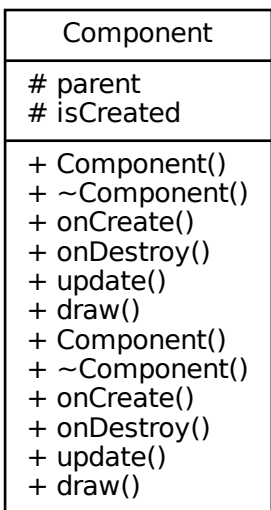 Component
# parent
# isCreated
+ Component()
+ ~Component()
+ onCreate()
+ onDestroy()
+ update()
+ draw()
+ Component()
+ ~Component()
+ onCreate()
+ onDestroy()
+ update()
+ draw()